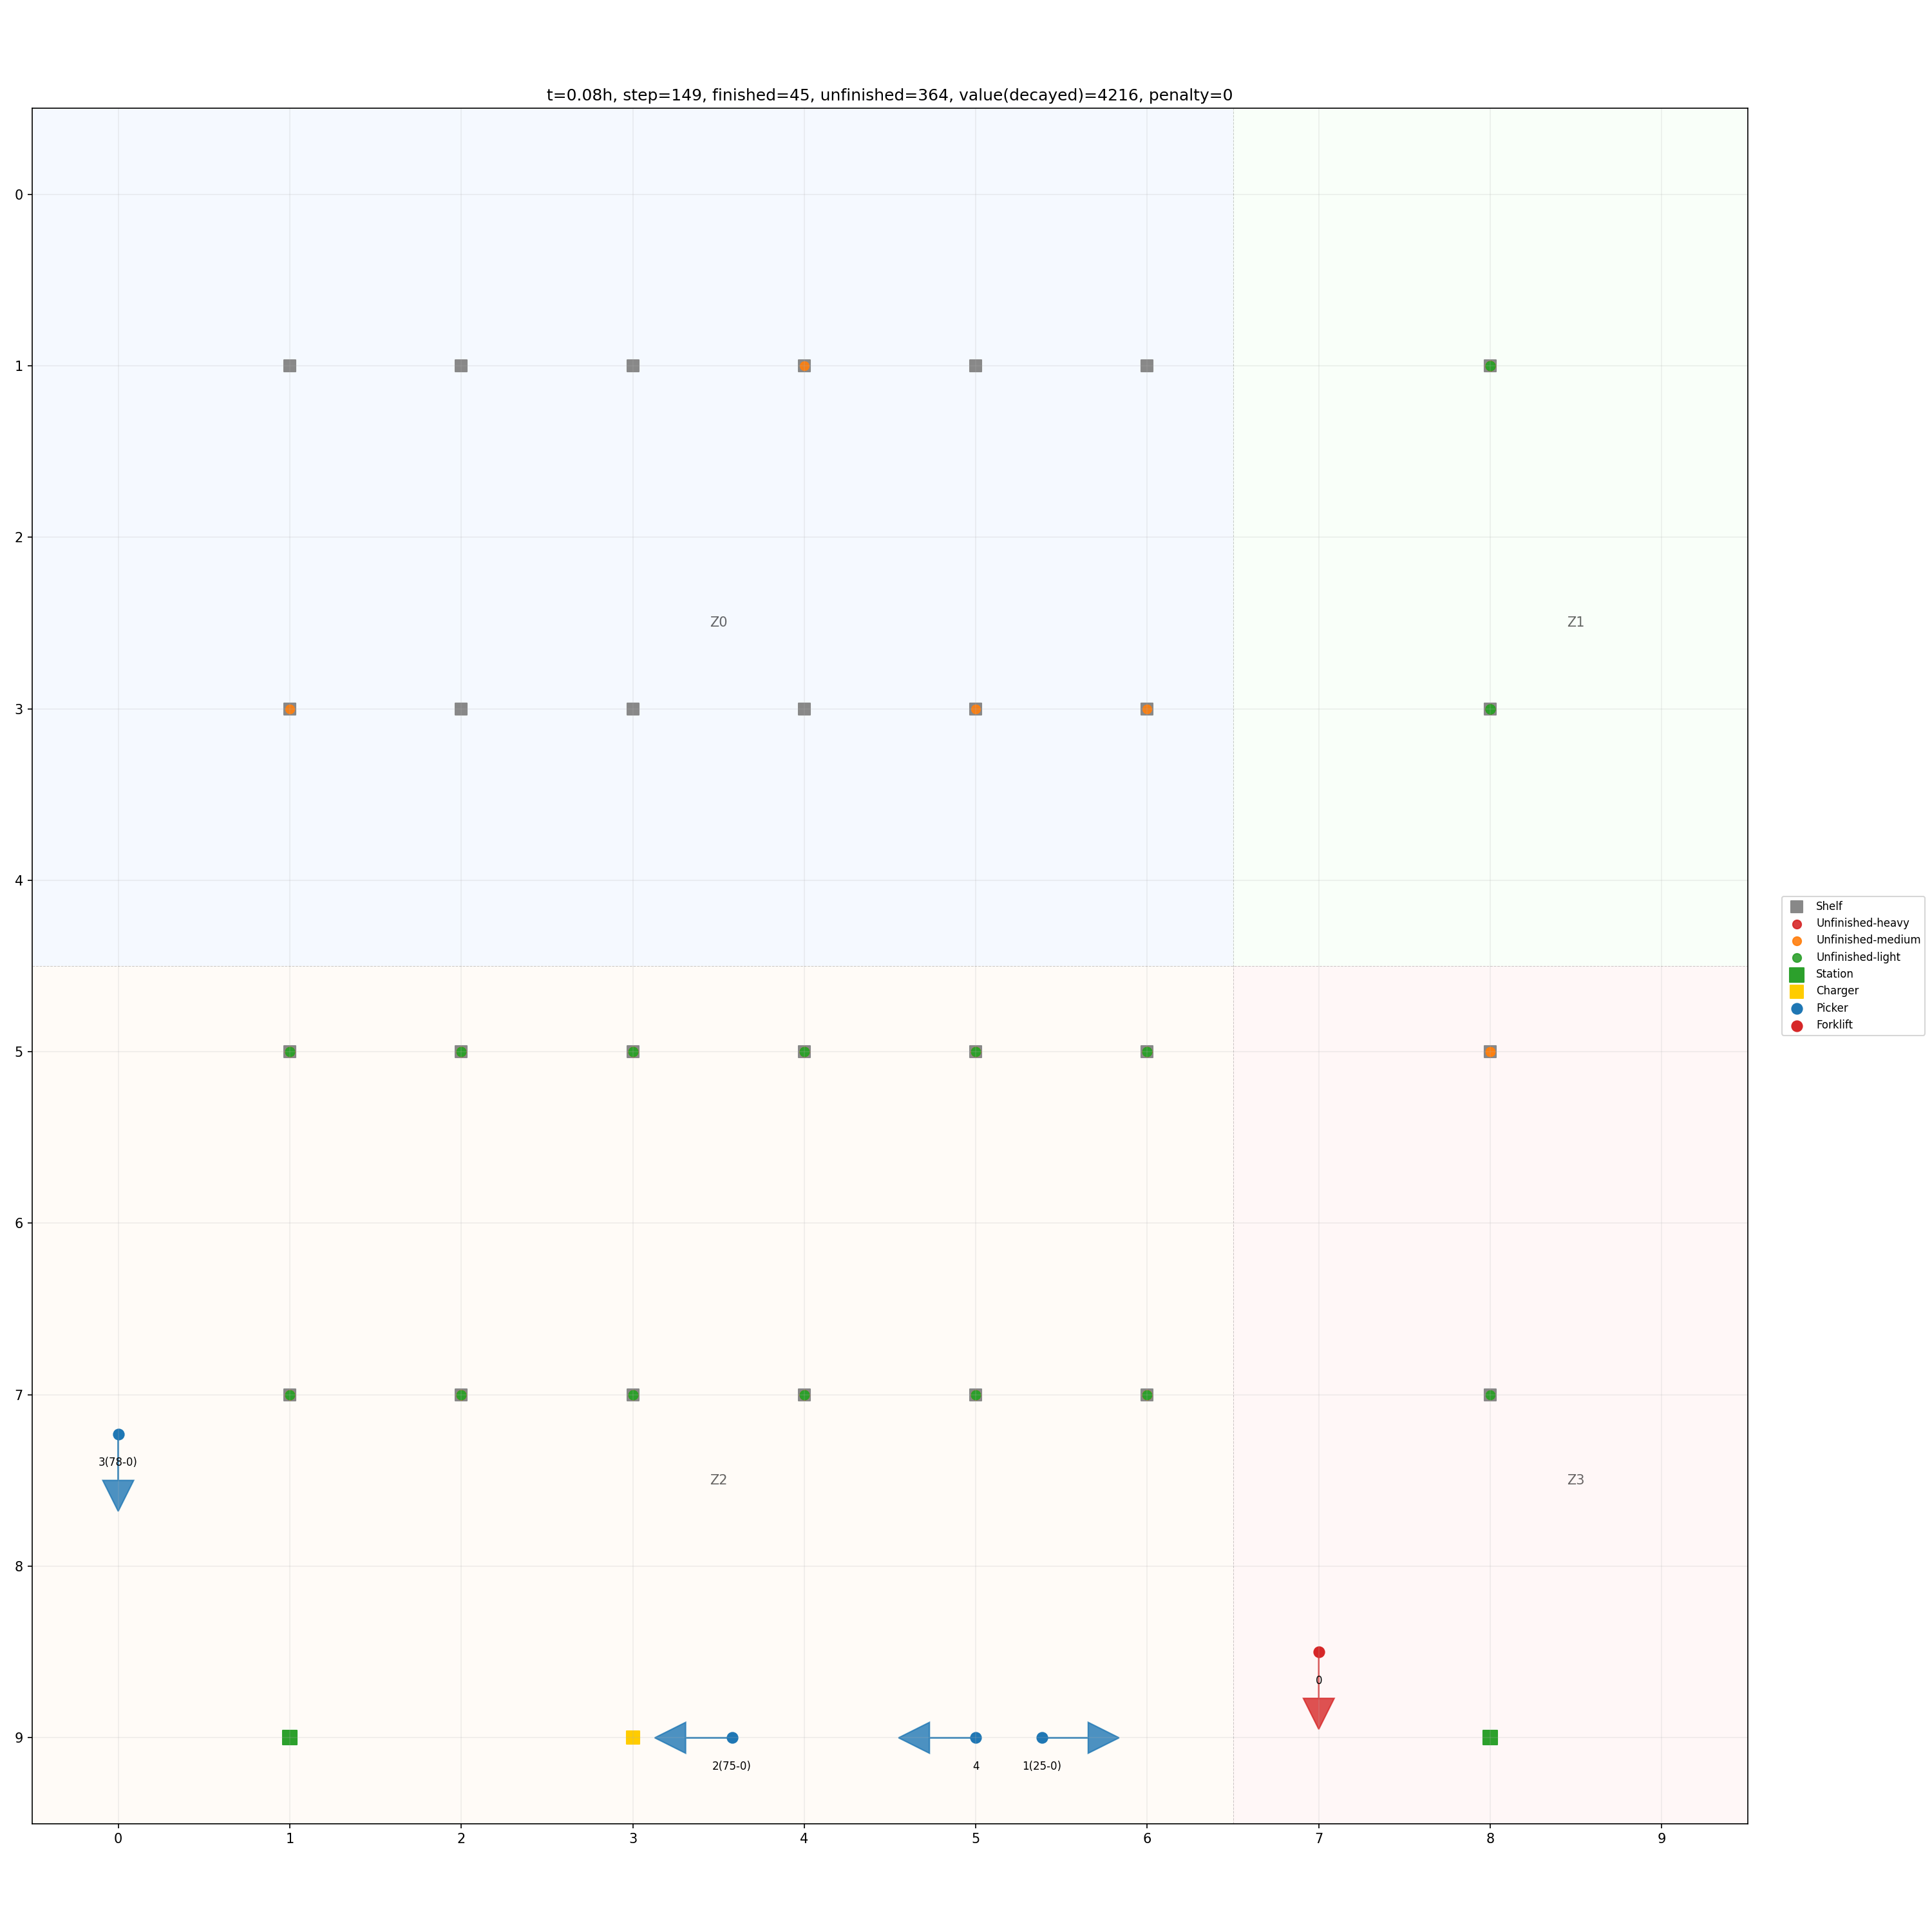 t=0.08h, step=149, finished=45, unfinished=364, value(decayed)=4216, penalty=0
0
1
2
Z0
Z1
3
4
Shelf
Unfinished-heavy
Unfinished-medium
Unfinished-light
Station
Charger
Picker
Forklift
5
6
7
3(78-0)
Z2
Z3
8
0
9
2(75-0)
4
1(25-0)
0 1 2 3 4 5 6 7 8 9